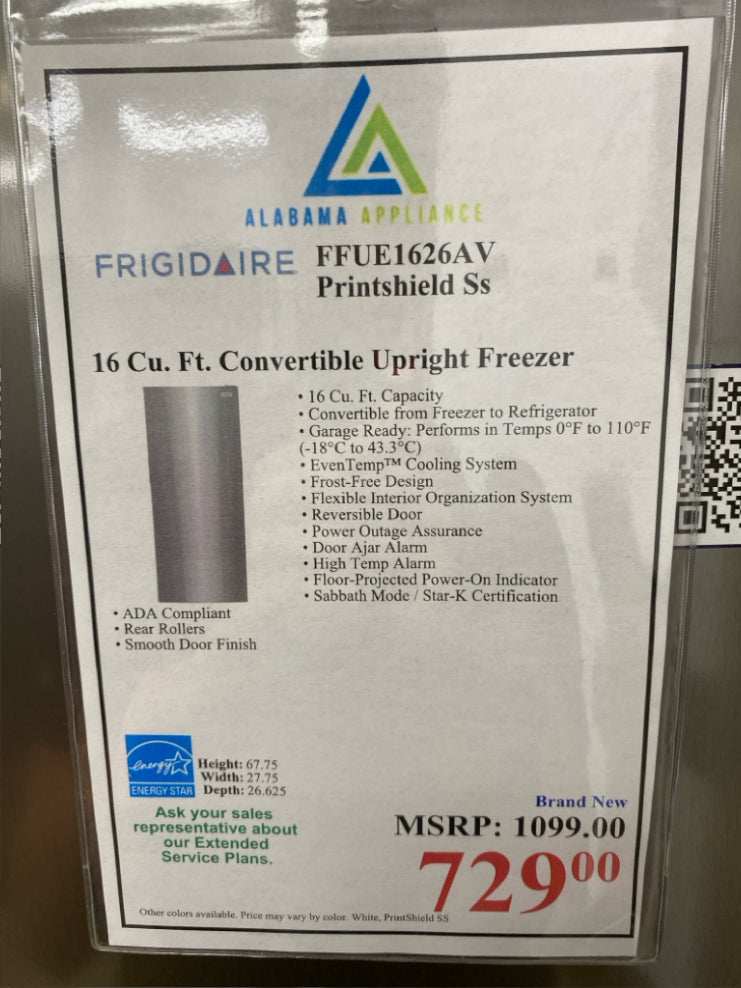 ALABAMA APPLIANCE
FRIGIDAIRE FFUE1626AV
Printshield Ss
16 Cu. Ft. Convertible Upright Freezer
• 16 Cu. Ft. Capacity
• Convertible from Freezer to Refrigerator
• Garage Ready: Performs in Temps 0°F to 110°F
(-18°C to 43.3°C)
• EvenTemp™ Cooling System
• Frost-Free Design
• Flexible Interior Organization System
• Reversible Door
• Power Outage Assurance
• Door Ajar Alarm
• High Temp Alarm
• Floor-Projected Power-On Indicator
• Sabbath Mode / Star-K Certification
• ADA Compliant
• Rear Rollers
• Smooth Door Finish
energy
ENERGY STAR
Height: 67.75
Width: 27.75
Depth: 26.625
Ask your sales
representative about
our Extended
Service Plans.
Brand New
MSRP: 1099.00
729⁰⁰
Other colors available. Price may vary by color. White, PrintShield SS